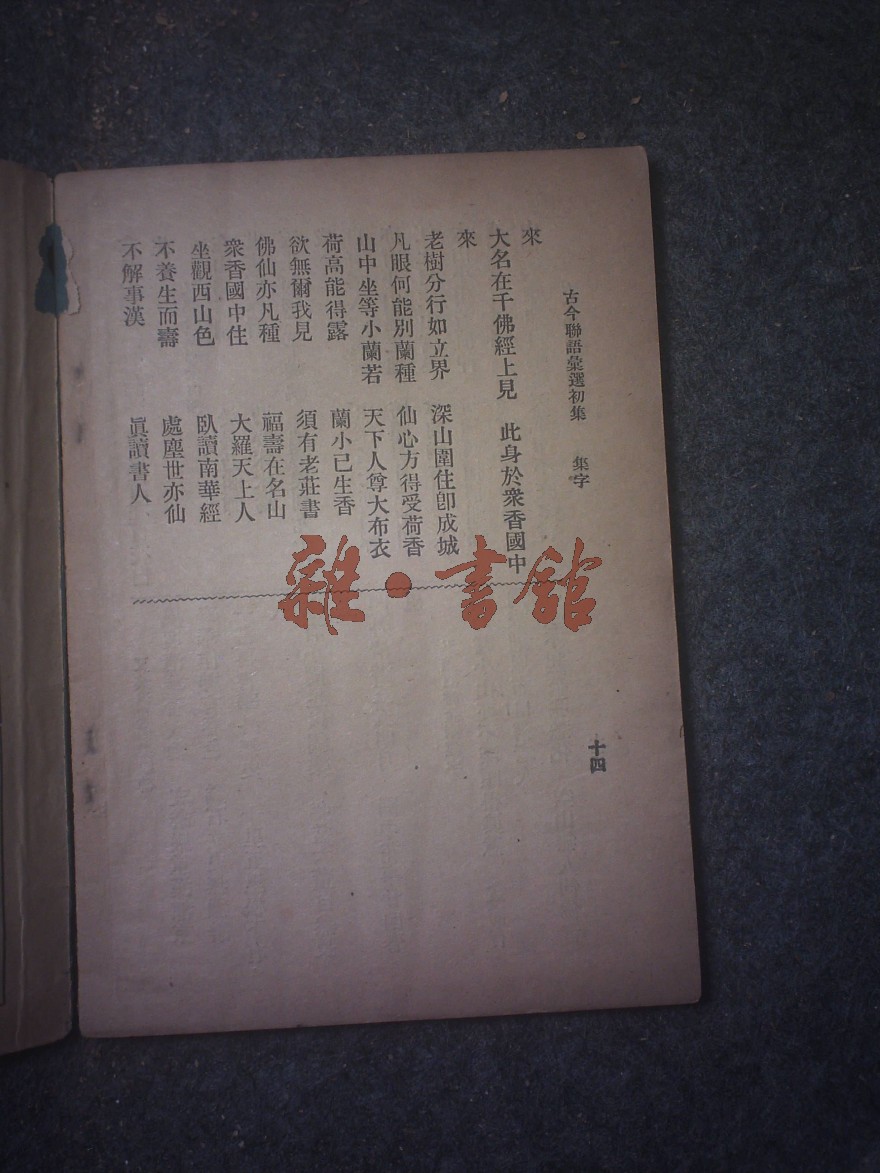 古今聯語彙選初集　集字
十四
來
大名在千佛經上見　此身於衆香國中
來
老樹分行如立界　深山圍住卽成城
凡眼何能別蘭種　仙心方得受荷香
山中坐等小蘭若　天下人尊大布衣
荷高能得露　蘭小已生香
欲無爾我見　須有老莊書
佛仙亦凡種　福壽在名山
衆香國中住　大羅天上人
坐觀西山色　臥讀南華經
不養生而壽　處塵世亦仙
不解事漢　眞讀書人
雜·書館